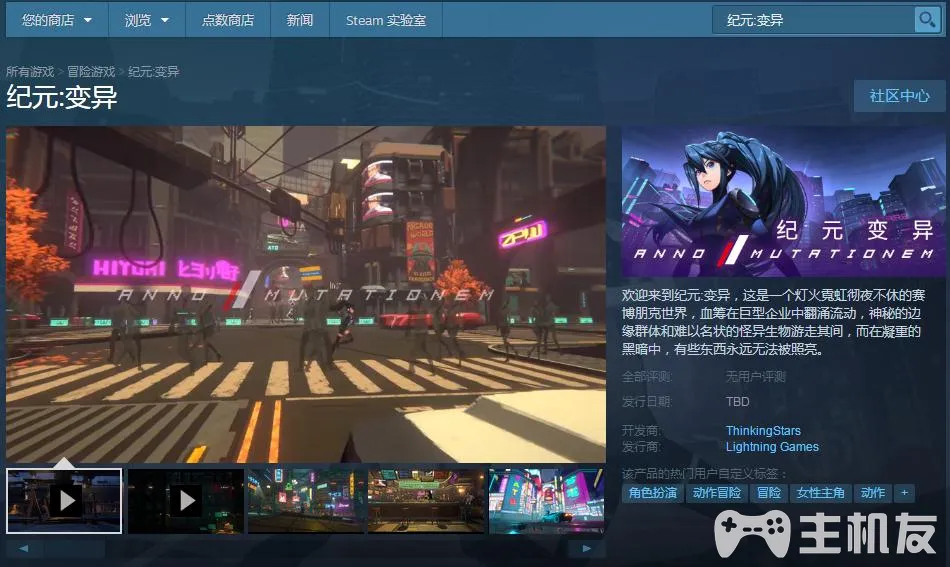 您的商店 浏览 点数商店 新闻 Steam 实验室 纪元:变异
所有游戏 > 冒险游戏 > 纪元:变异
纪元:变异
社区中心
HITOMI ヒトリ
ARCADE
WORLD
ATD
ANNO MUTATIONEM
纪元变异
ANNO MUTATIONEM
欢迎来到纪元:变异，这是一个灯火霓虹彻夜不休的赛
博朋克世界，血筹在巨型企业中翻涌流动，神秘的边
缘群体和难以名状的怪异生物游走其间，而在凝重的
黑暗中，有些东西永远无法被照亮。
全部评测: 无用户评测
发行日期: TBD
开发商: ThinkingStars
发行商: Lightning Games
该产品的热门用户自定义标签：
角色扮演 动作冒险 冒险 女性主角 动作 +
主机友